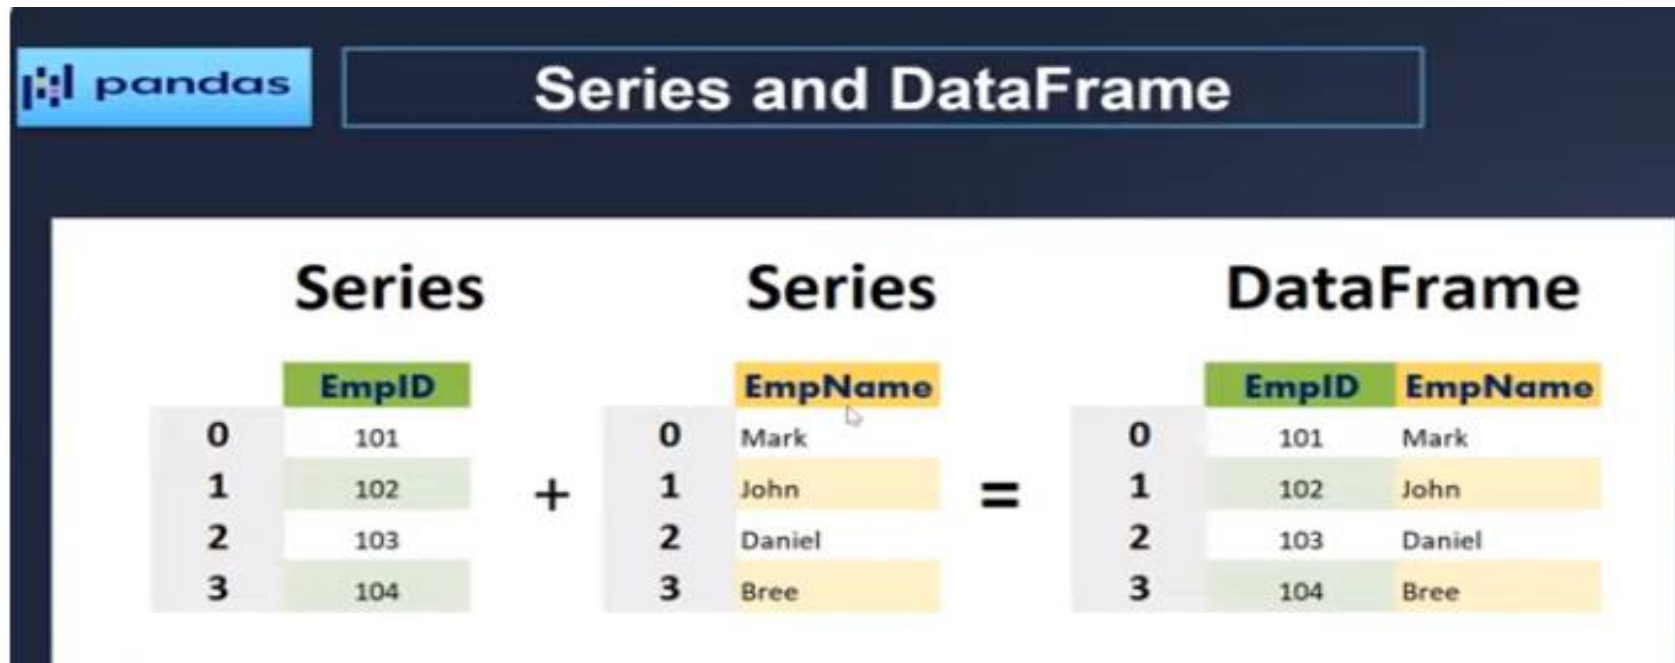 pandas
Series and DataFrame
Series Series DataFrame
EmpID EmpName EmpID EmpName
0 101 0 Mark 0 101 Mark
1 102 + 1 John = 1 102 John
2 103 2 Daniel 2 103 Daniel
3 104 3 Bree 3 104 Bree